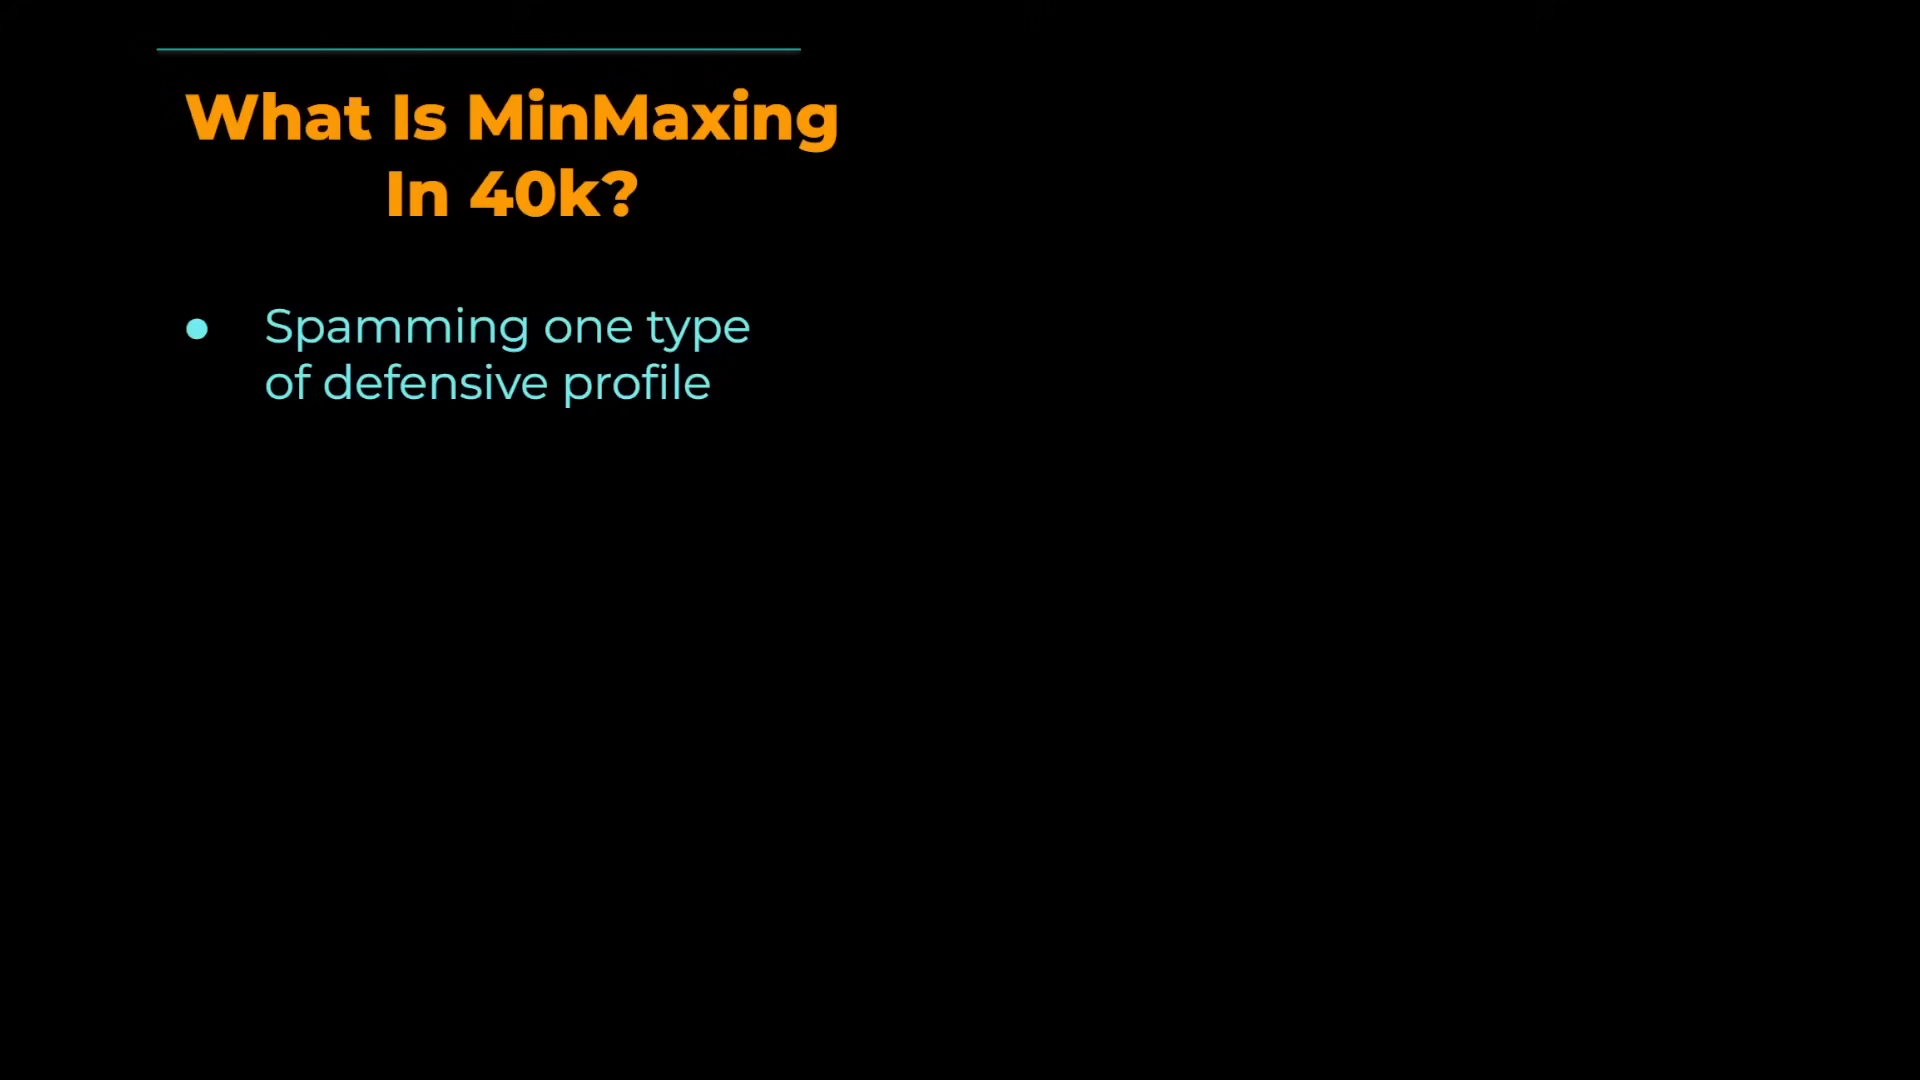 What Is MinMaxing
In 40k?
● Spamming one type
of defensive profile